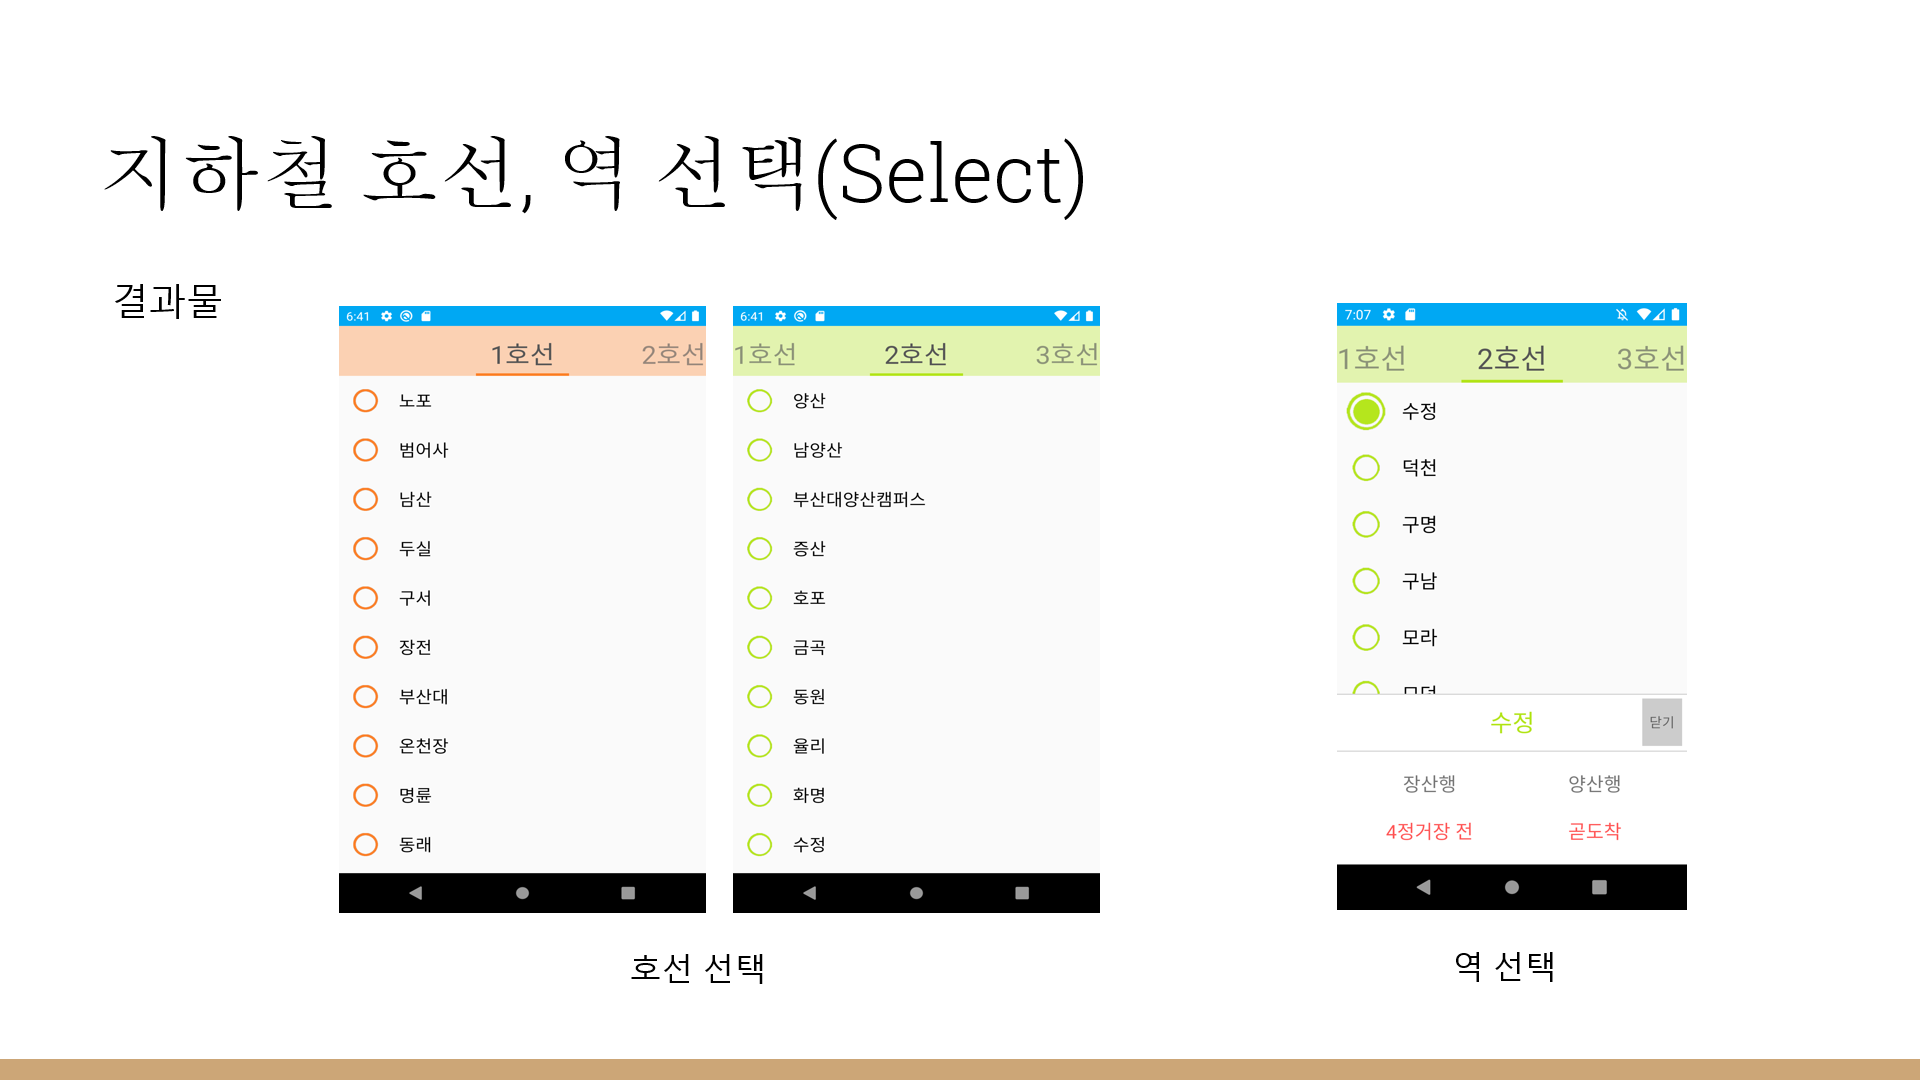 지하철 호선, 역 선택(Select)
결과물
6:41
1호선 2호선
노포
범어사
남산
두실
구서
장전
부산대
온천장
명륜
동래
6:41
1호선 2호선 3호선
양산
남양산
부산대양산캠퍼스
증산
호포
금곡
동원
율리
화명
수정
호선 선택
7:07
1호선 2호선 3호선
수정
덕천
구명
구남
모라
수정 닫기
장산행 양산행
4정거장 전 곧도착
역 선택